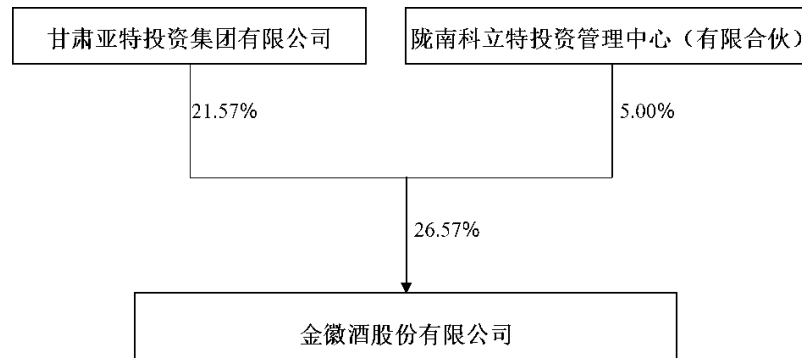 甘肃亚特投资集团有限公司
陇南科立特投资管理中心（有限合伙）
21.57%
5.00%
26.57%
金徽酒股份有限公司